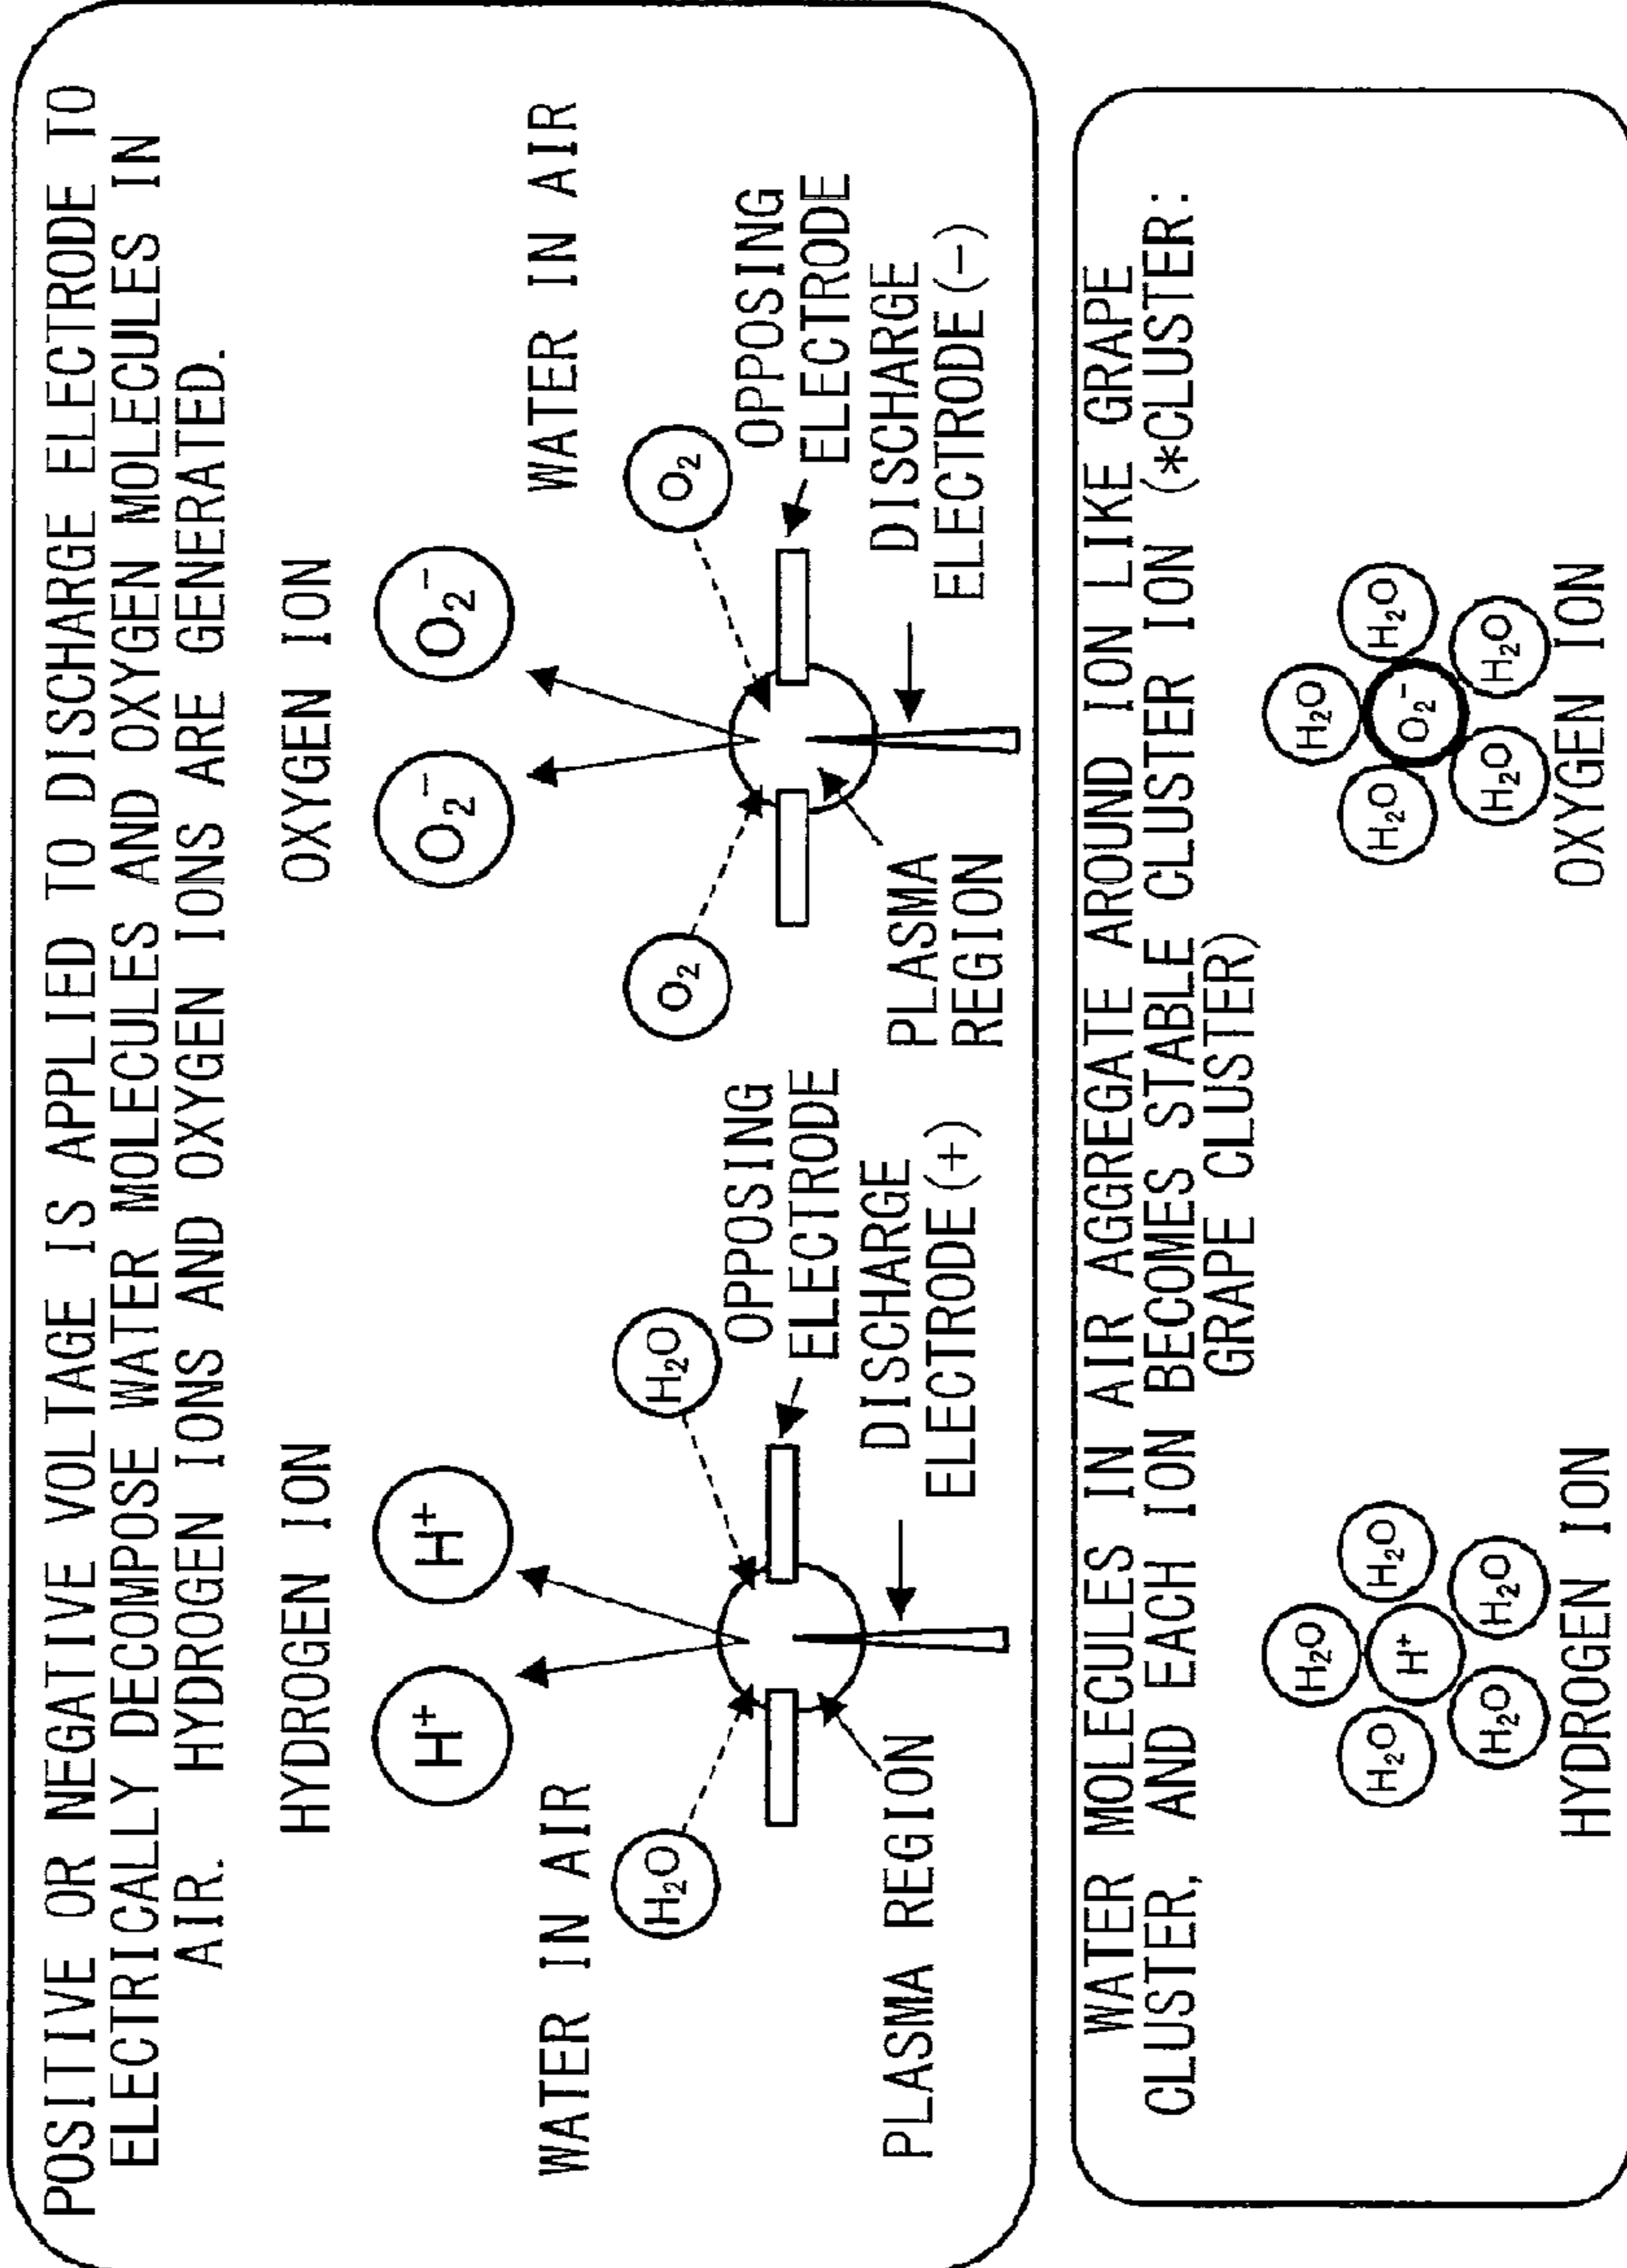 POSITIVE OR NEGATIVE VOLTAGE IS APPLIED TO DISCHARGE ELECTRODE TO
ELECTRICALLY DECOMPOSE WATER MOLECULES AND OXYGEN MOLECULES IN
AIR. HYDROGEN IONS AND OXYGEN IONS ARE GENERATED.
HYDROGEN ION
H⁺
H⁺
WATER IN AIR
H₂O
H₂O
OPPOSING
ELECTRODE
DISCHARGE
ELECTRODE(+)
PLASMA REGION
OXYGEN ION
O₂⁻
O₂⁻
WATER IN AIR
O₂
O₂
OPPOSING
ELECTRODE
DISCHARGE
ELECTRODE(-)
PLASMA
REGION
WATER MOLECULES IN AIR AGGREGATE AROUND ION LIKE GRAPE
CLUSTER, AND EACH ION BECOMES STABLE CLUSTER ION (*CLUSTER:
GRAPE CLUSTER)
H₂O
H₂O
H₂O
H⁺
H₂O
H₂O
HYDROGEN ION
H₂O
H₂O
H₂O
O₂⁻
H₂O
H₂O
OXYGEN ION